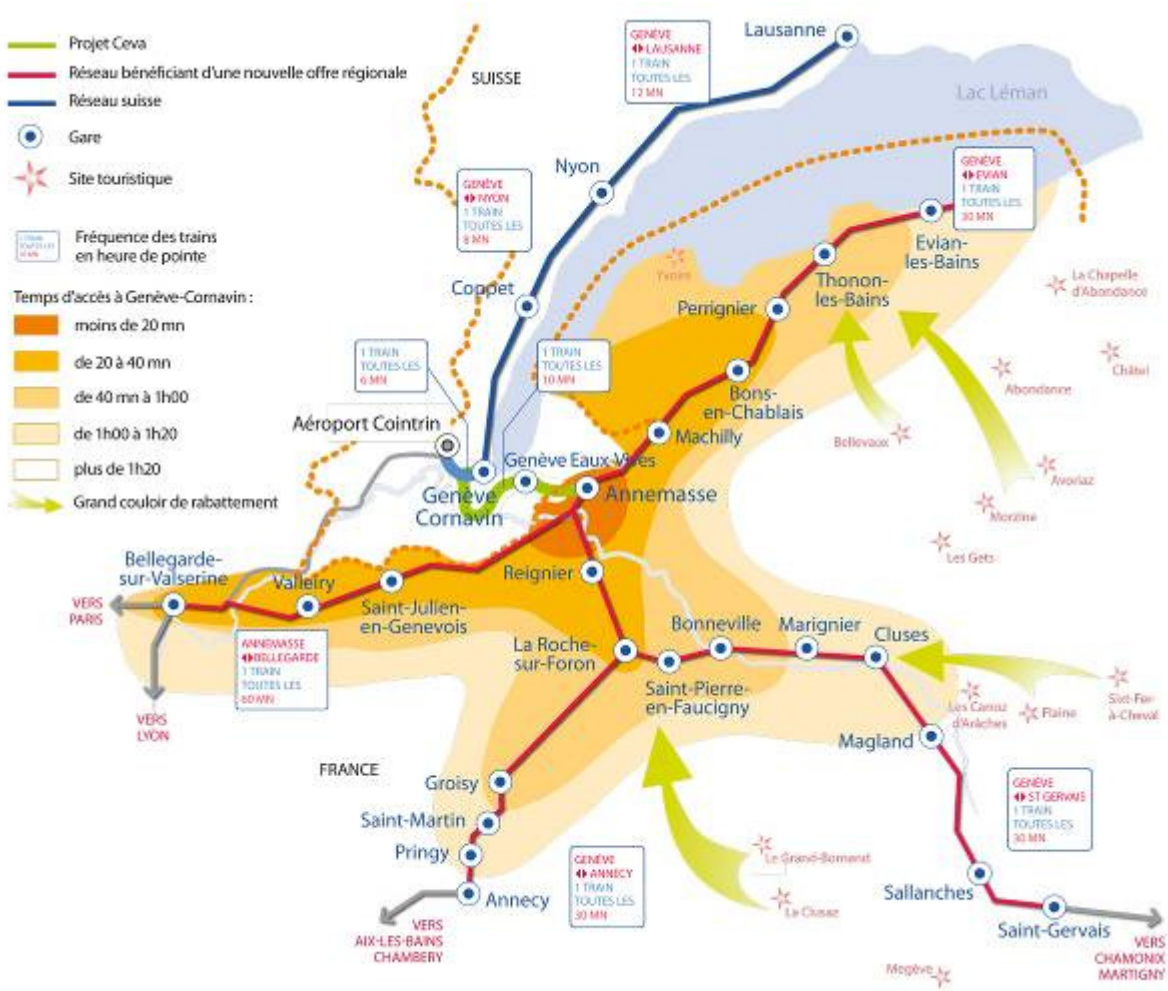 Projet Ceva
Réseau bénéficiant d'une nouvelle offre régionale
Réseau suisse
Gare
Site touristique
1 TRAIN
TOUTES LES
Fréquence des trains
en heure de pointe
Temps d'accès à Genève-Cornavin :
moins de 20 mn
de 20 à 40 mn
de 40 mn à 1h00
de 1h00 à 1h20
plus de 1h20
Grand couloir de rabattement
SUISSE
GENÈVE
LAUSANNE
1 TRAIN
TOUTES LES
12 MN
Lausanne
Lac Léman
GENÈVE
NYON
1 TRAIN
TOUTES LES
8 MN
Nyon
GENÈVE
EVIAN
1 TRAIN
TOUTES LES
30 MN
Evian-
les-Bains
Yvoire
Thonon-
les-Bains
La Chapelle
d'Abondance
Coppet
Perrignier
1 TRAIN
TOUTES LES
6 MN
1 TRAIN
TOUTES LES
10 MN
Châtel
Abondance
Bons-
en-Chablais
Aéroport Cointrin
Machilly
Bellevaux
Genève Eaux-Vives
Genève
Cornavin
Annemasse
Avoriaz
Morzine
Les Gets
Bellegarde-
sur-Valserine
Valleiry
Saint-Julien-
en-Genevois
Reignier
VERS
PARIS
ANNEMASSE
BELLEGARDE
1 TRAIN
TOUTES LES
60 MN
La Roche-
sur-Foron
Bonneville
Marignier
Cluses
Saint-Pierre-
en-Faucigny
VERS
LYON
Les Carroz
d'Arâches
Flaine
Sixt-Fer-
à-Cheval
Magland
FRANCE
Groisy
GENÈVE
ST GERVAIS
1 TRAIN
TOUTES LES
30 MN
Saint-Martin
Pringy
GENÈVE
ANNECY
1 TRAIN
TOUTES LES
30 MN
Le Grand-Bornand
La Clusaz
Annecy
Sallanches
Saint-Gervais
VERS
AIX-LES-BAINS
CHAMBERY
VERS
CHAMONIX
MARTIGNY
Megève